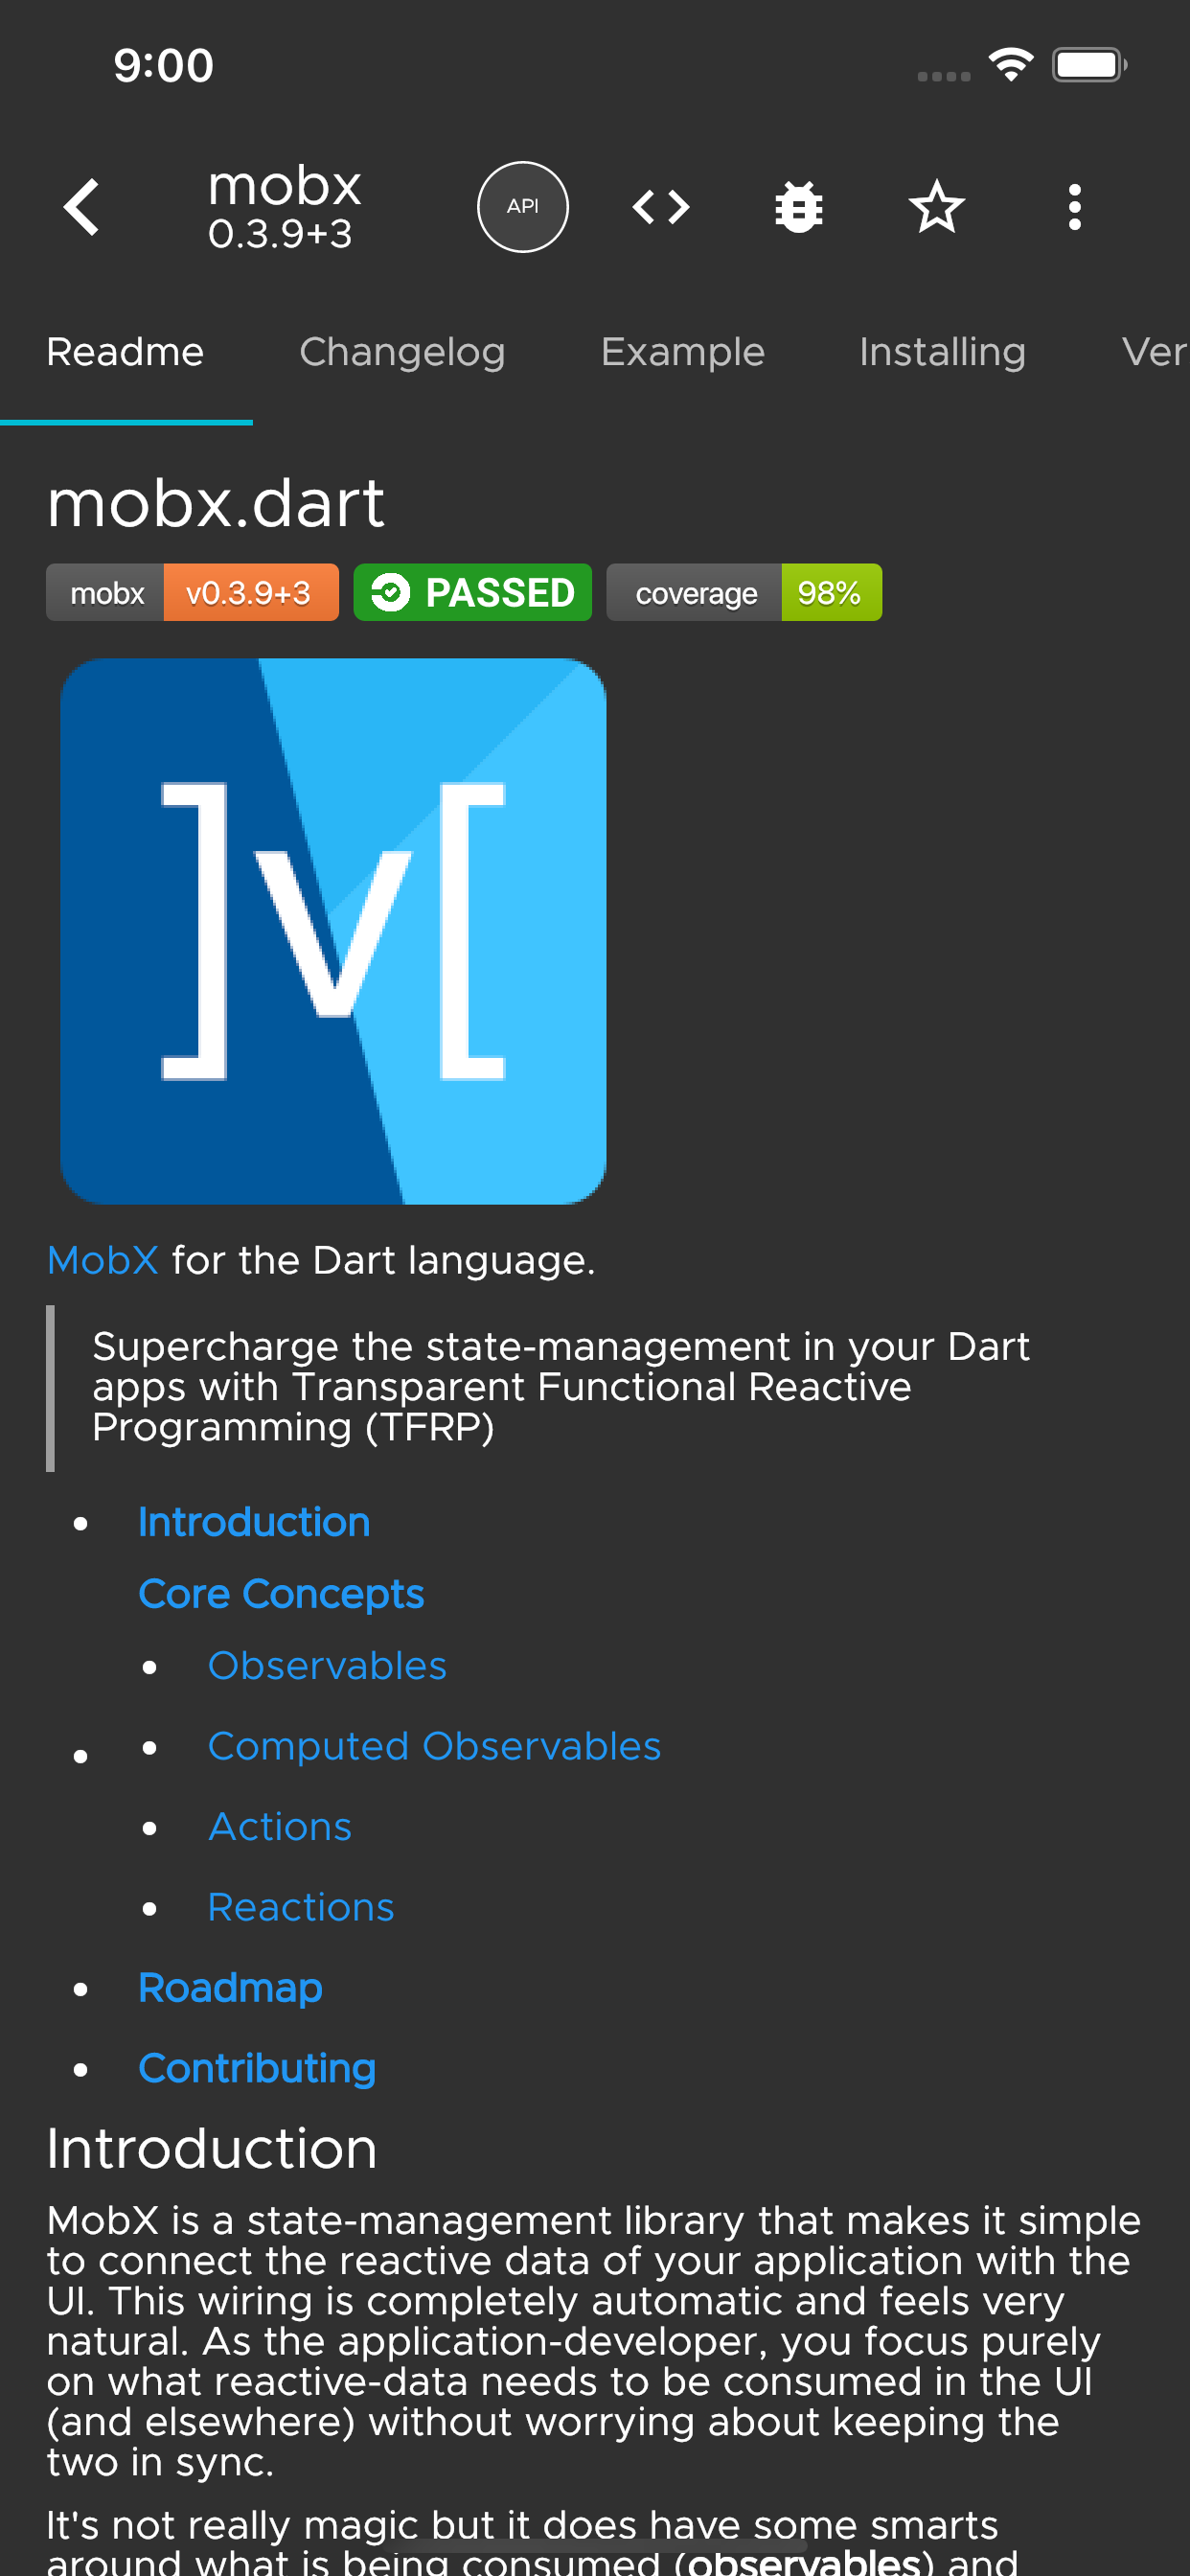 9:00
mobx
0.3.9+3
API
Readme Changelog Example Installing Ver
mobx.dart
mobx v0.3.9+3 PASSED coverage 98%
]v[
MobX for the Dart language.
Supercharge the state-management in your Dart
apps with Transparent Functional Reactive
Programming (TFRP)
Introduction
Core Concepts
Observables
Computed Observables
Actions
Reactions
Roadmap
Contributing
Introduction
MobX is a state-management library that makes it simple
to connect the reactive data of your application with the
UI. This wiring is completely automatic and feels very
natural. As the application-developer, you focus purely
on what reactive-data needs to be consumed in the UI
(and elsewhere) without worrying about keeping the
two in sync.
It's not really magic but it does have some smarts
around what is being consumed (observables) and